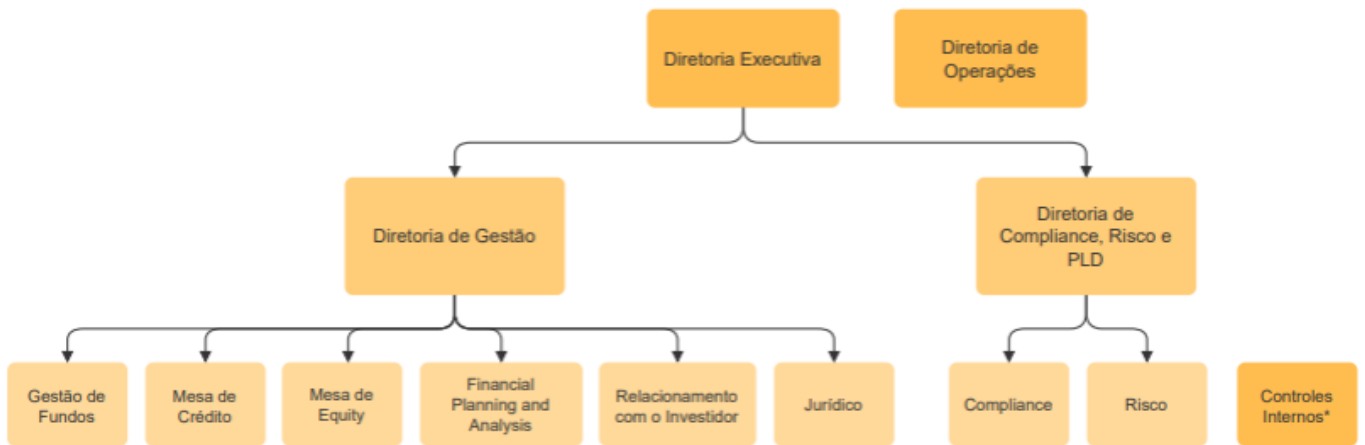 Diretoria Executiva
Diretoria de
Operações
Diretoria de Gestão
Diretoria de
Compliance, Risco e
PLD
Gestão de
Fundos
Mesa de
Crédito
Mesa de
Equity
Financial
Planning and
Analysis
Relacionamento
com o Investidor
Jurídico
Compliance
Risco
Controles
Internos*